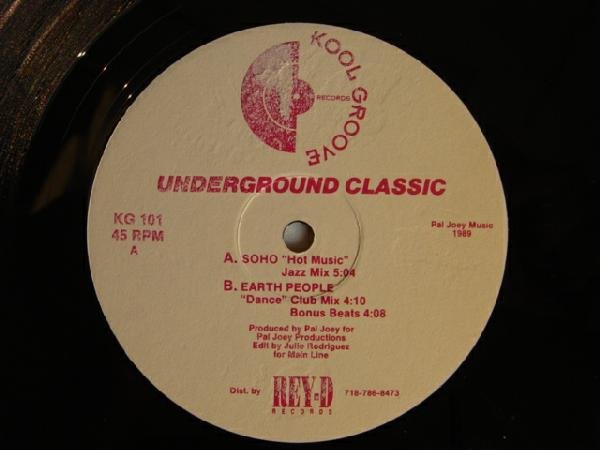 KOOL GROOVE
RECORDS
UNDERGROUND CLASSIC
KG 101
45 RPM
A
Pal Joey Music
1989
A. SOHO "Hot Music"
Jazz Mix 5:04
B. EARTH PEOPLE
"Dance" Club Mix 4:10
Bonus Beats 4:08
Produced by Pal Joey for
Pal Joey Productions
Edit by Julie Rodriguez
for Main Line
Dist. by REY-D 718-786-8473
RECORDS